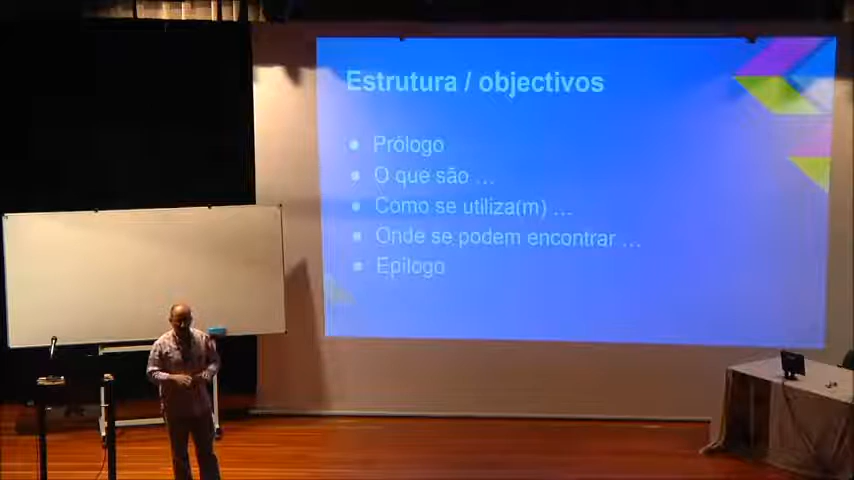 Estrutura / objectivos
Prólogo
O que são ...
Como se utiliza(m) ...
Onde se podem encontrar ...
Epílogo